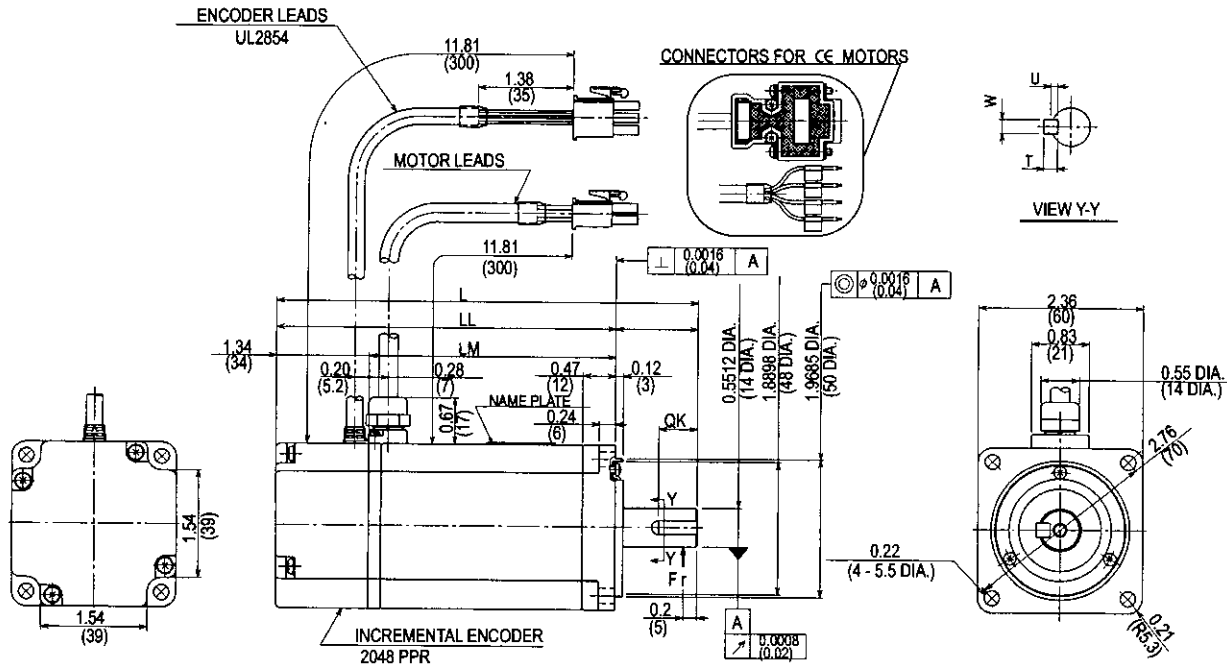 ENCODER LEADS
UL2854
11.81
(300)
1.38
(35)
MOTOR LEADS
11.81
(300)
CONNECTORS FOR CE MOTORS
U
W
T
VIEW Y-Y
⊥ 0.0016 (0.04) A
◎ ⌀ 0.0016 (0.04) A
L
LL
LM
1.34
(34)
0.20
(5.2)
0.28
(7)
0.67
(17)
0.47
(12)
0.12
(3)
NAME PLATE
0.24
(6)
QK
0.5512 DIA.
(14 DIA.)
1.8898 DIA.
(48 DIA.)
1.9685 DIA.
(50 DIA.)
2.36
(60)
0.83
(21)
0.55 DIA.
(14 DIA.)
2.76
(70)
1.54
(39)
1.54
(39)
Y
Y
Fr
0.2
(5)
A
↗ 0.0008 (0.02)
0.22
(4 - 5.5 DIA.)
0.21
(R5.3)
INCREMENTAL ENCODER
2048 PPR